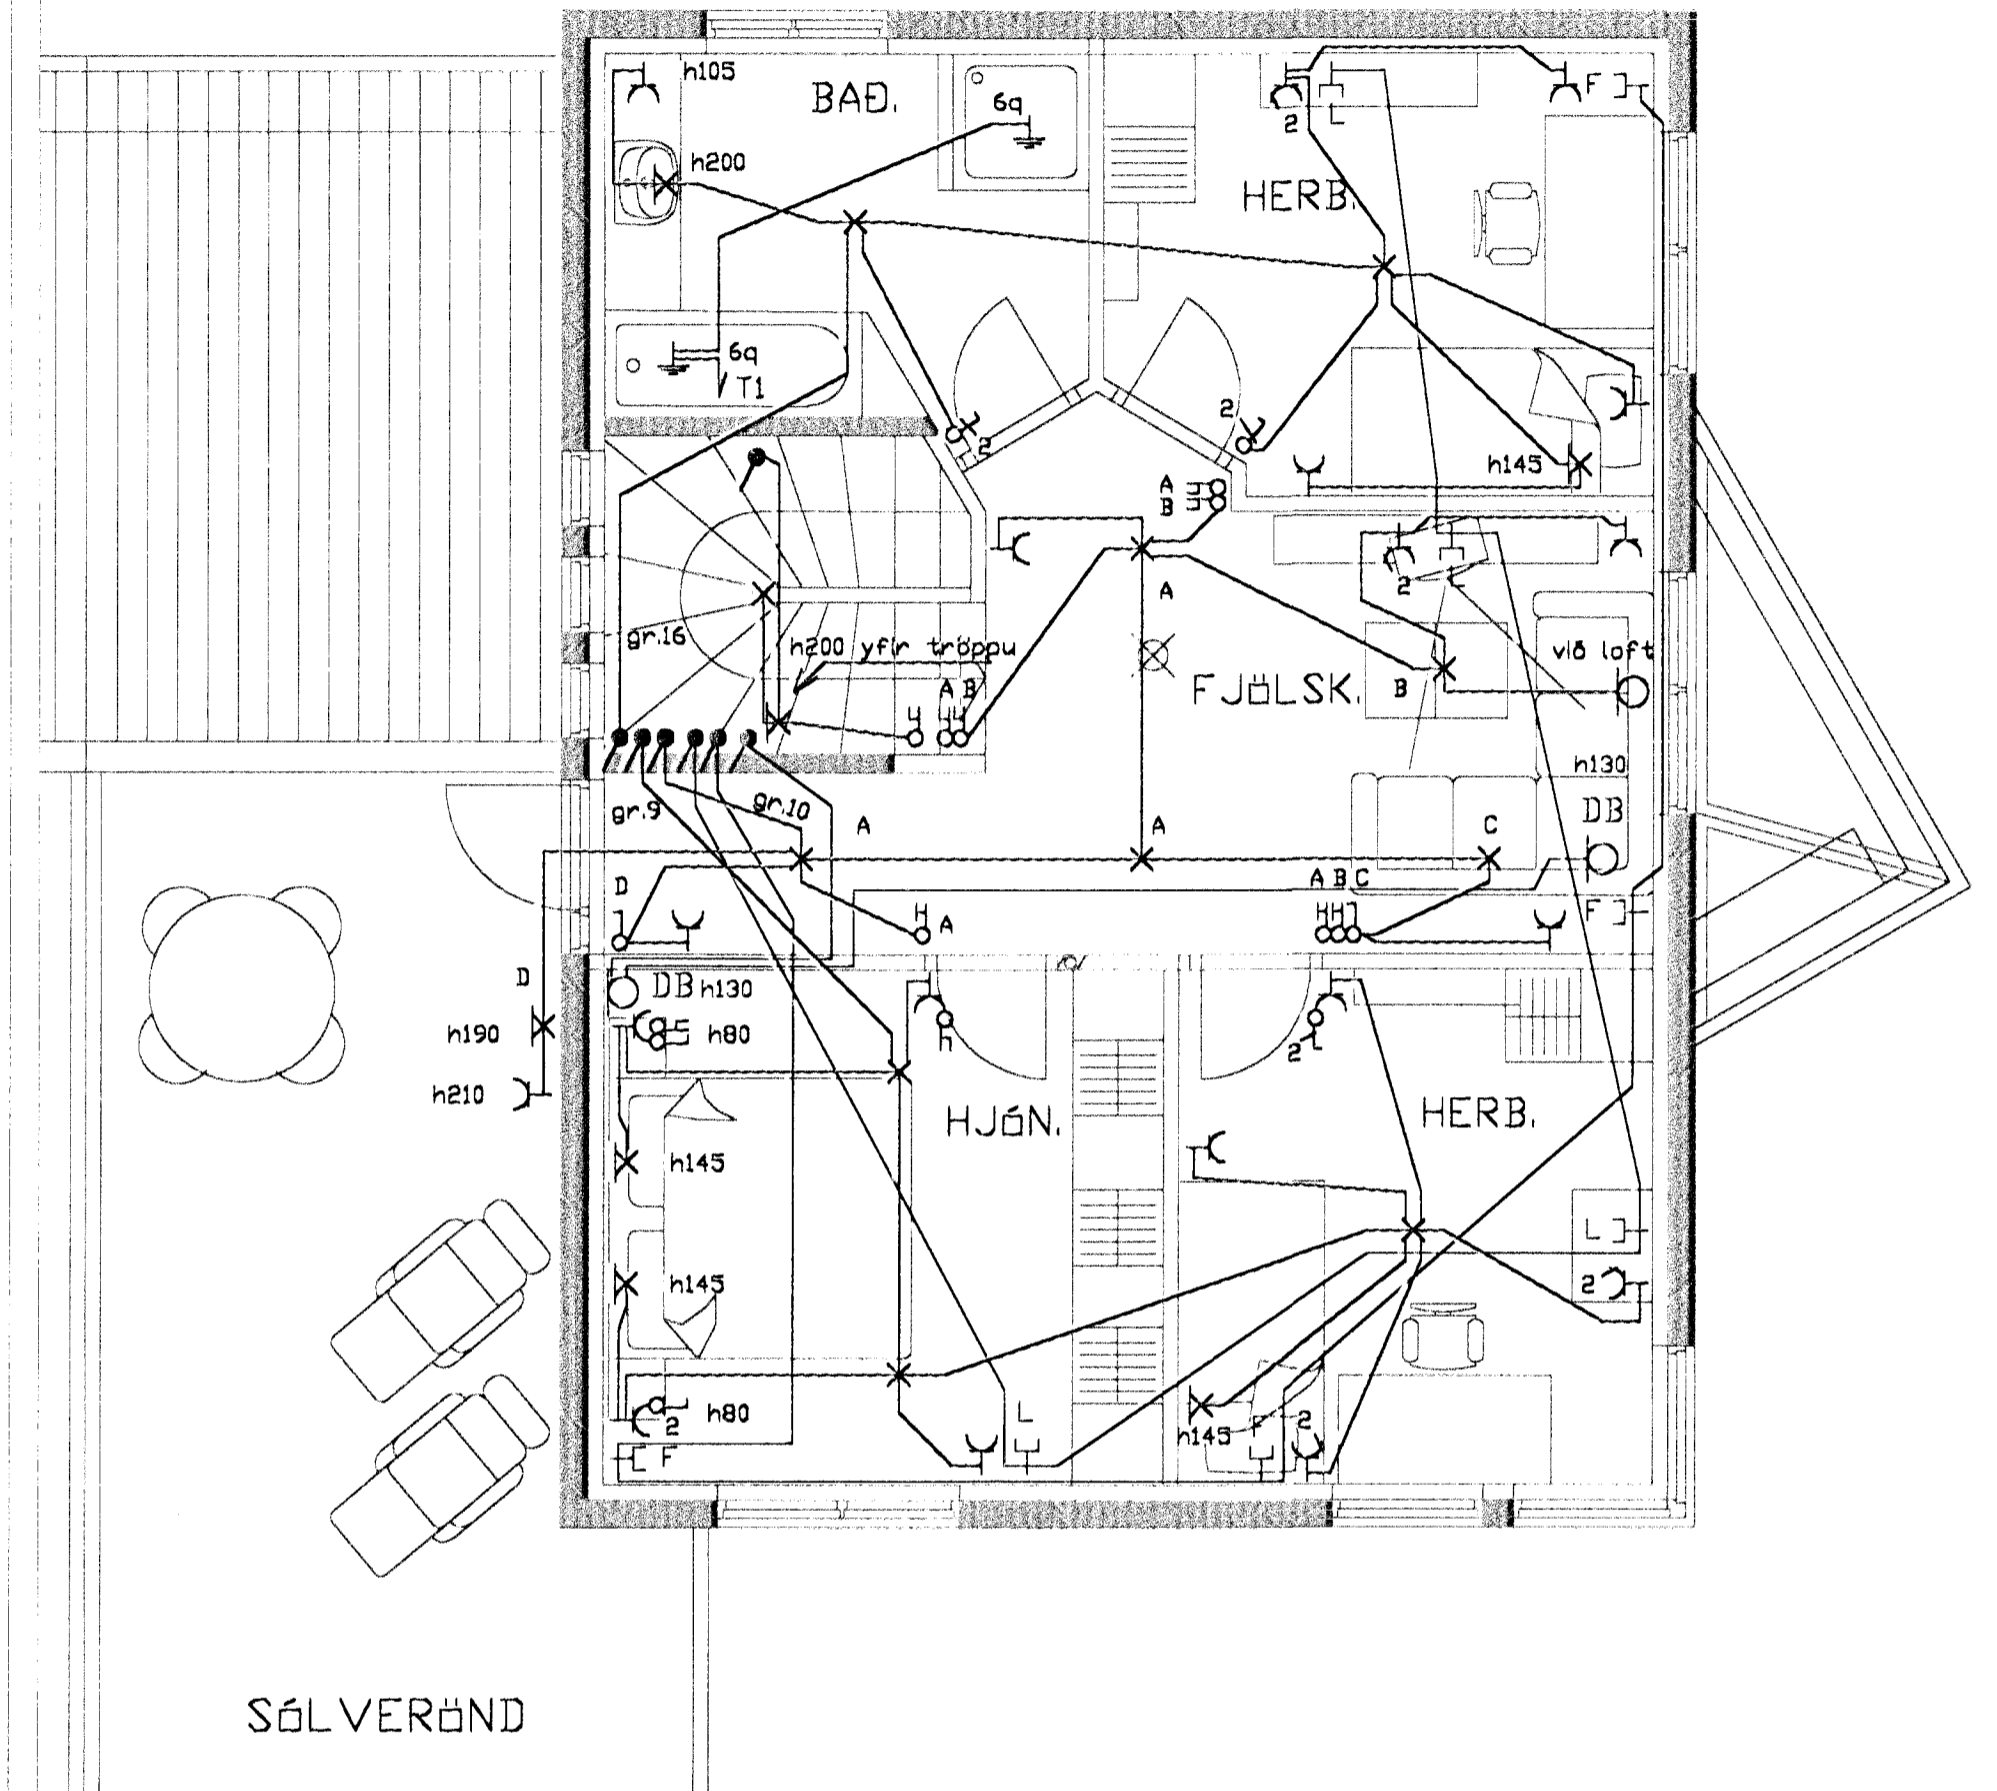 h105
BAÐ.
6q
F
2
L
h200
HERB.
6q
T1
2
2
h145
A
B
2
L
A
gr.16
h200 yfir tröppu
við loft
A B
FJÖLSK.
B
h130
gr.9
gr.10
A
A
C
DB
D
A B C
F
A
D
DB h130
h190
h80
h
2
h210
HJÓN.
HERB.
h145
L
h145
2
h80
2
L
h145
F
2
F
SÓLVERÖND